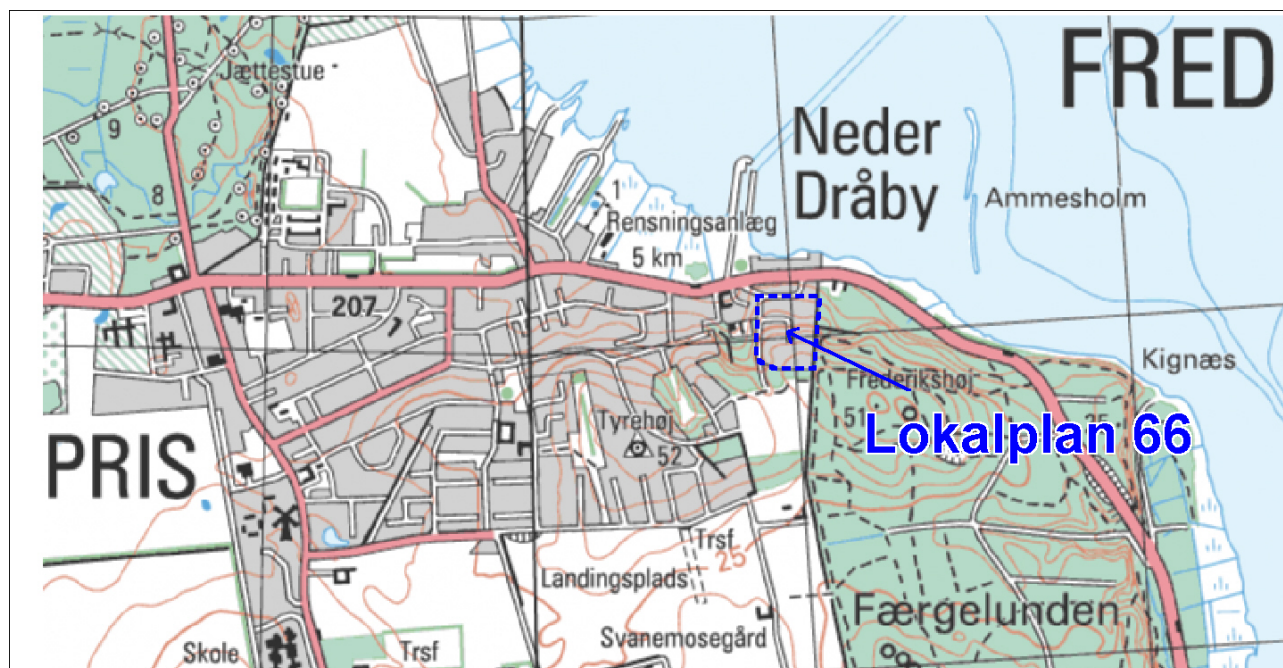 FRED
Jættestue
9
Neder
Dråby
8
1
Ammesholm
Rensningsanlæg
5 km
207
Kignæs
Frederikshøj
51
Tyrehøj
52
Lokalplan 66
PRIS
Trsf
25
Landingsplads
Færgelunden
Svanemosegård
Skole
Trsf